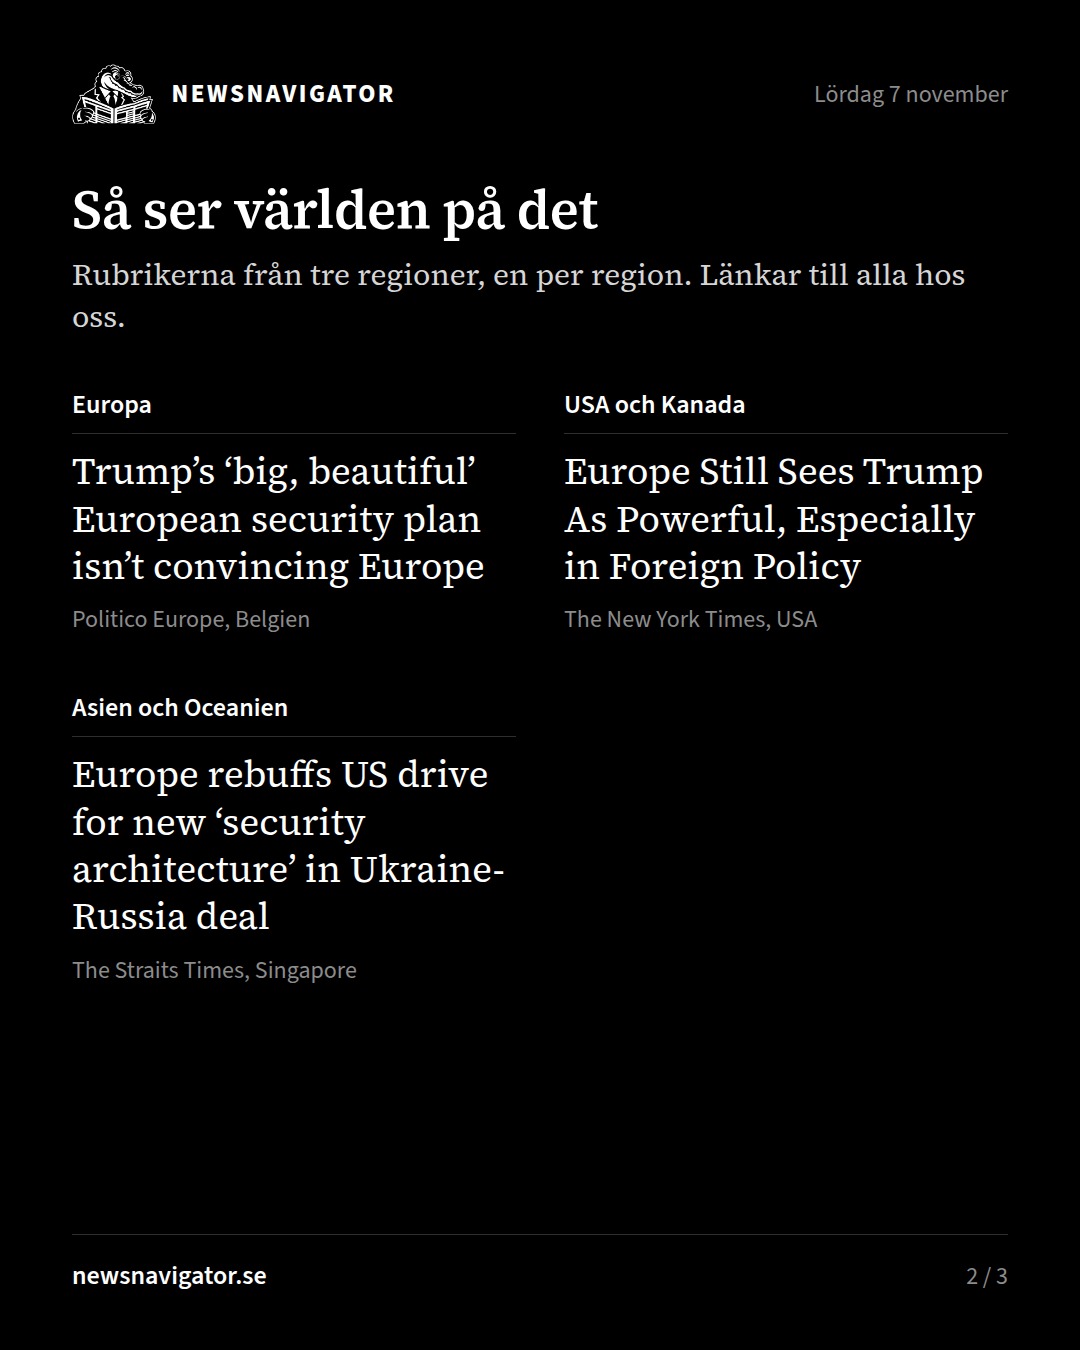 NEWSNAVIGATOR
Lördag 7 november
Så ser världen på det
Rubrikerna från tre regioner, en per region. Länkar till alla hos
oss.
Europa
Trump’s ‘big, beautiful’
European security plan
isn’t convincing Europe
Politico Europe, Belgien
USA och Kanada
Europe Still Sees Trump
As Powerful, Especially
in Foreign Policy
The New York Times, USA
Asien och Oceanien
Europe rebuffs US drive
for new ‘security
architecture’ in Ukraine-
Russia deal
The Straits Times, Singapore
newsnavigator.se
2 / 3